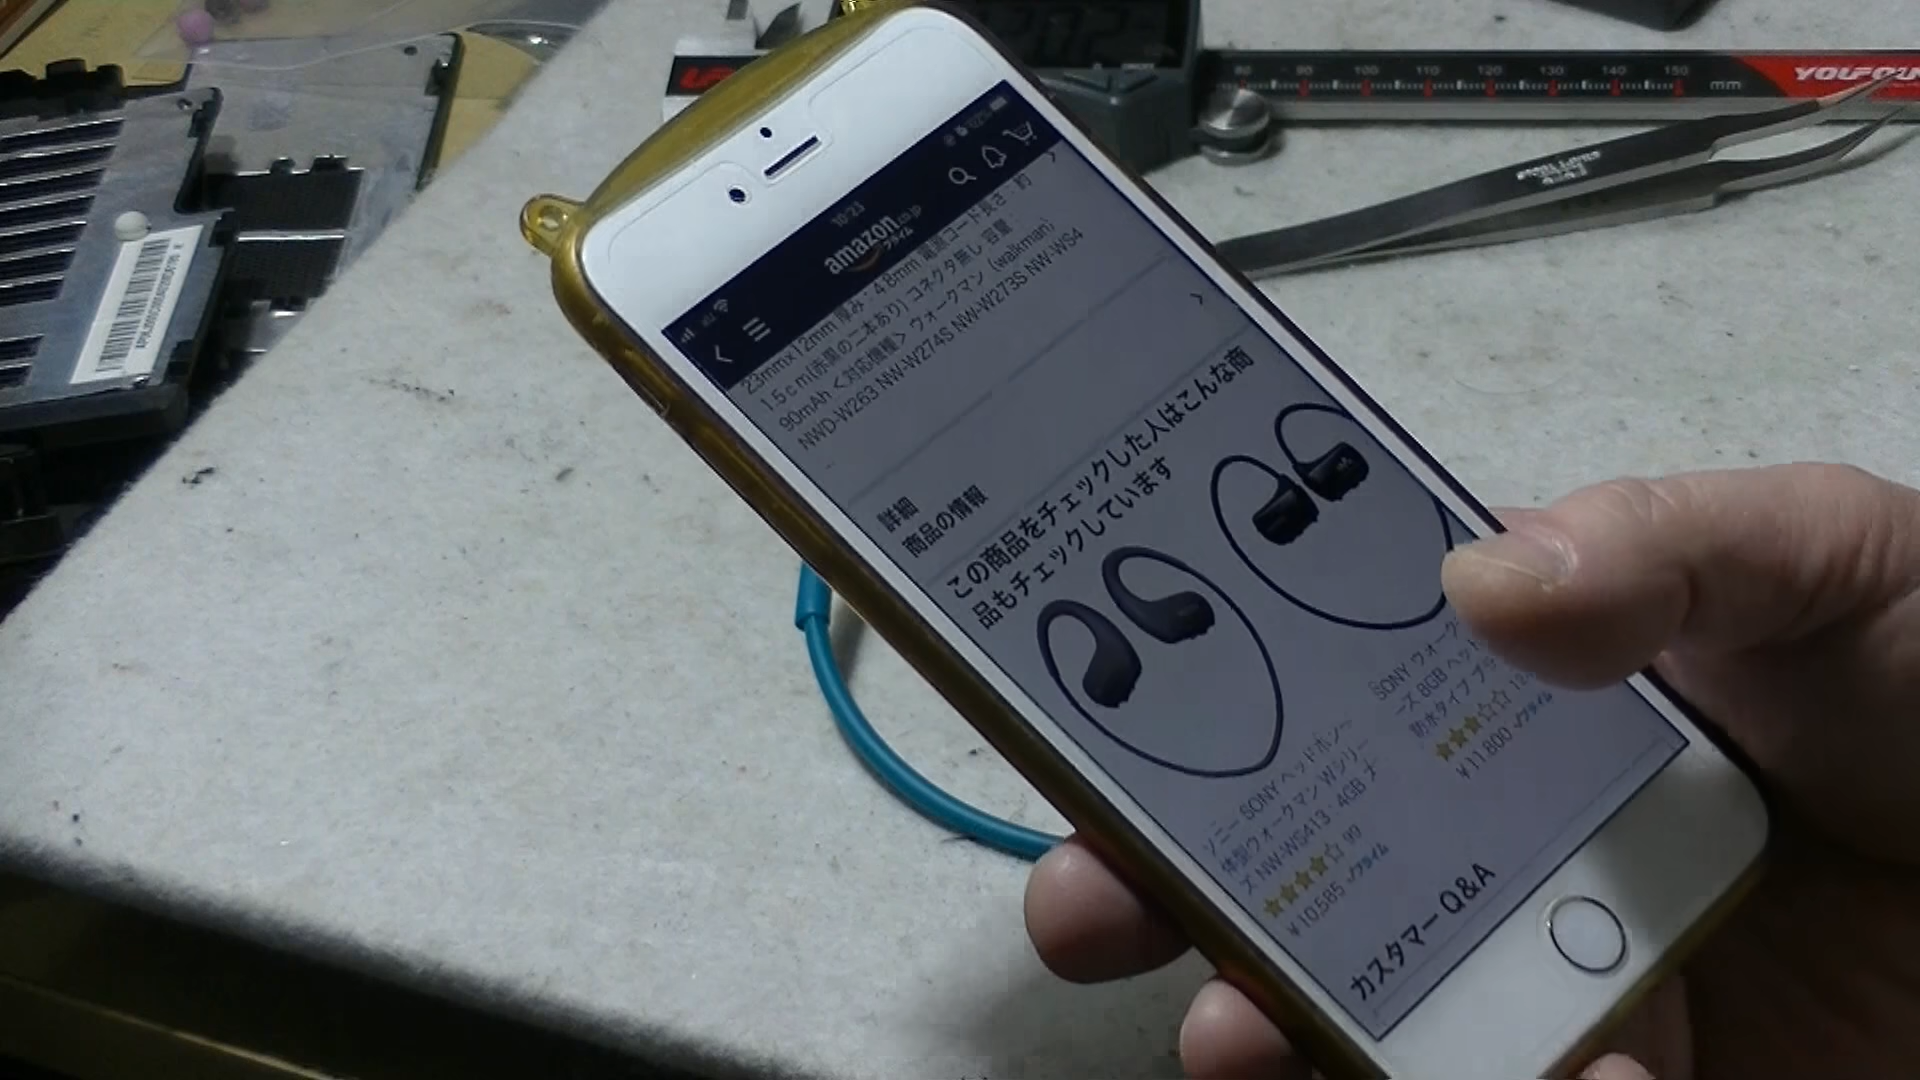 10:23
amazon.co.jp
プライム
23mmx12mm 厚み：4.8mm 電源コード長さ：約
1.5cm(赤黒の二本あり) コネクタ無し 容量：
90mAh <対応機種> ウォークマン（walkman）
NWD-W263 NW-W274S NW-W273S NW-WS4
詳細
商品の情報
この商品をチェックした人はこんな商
品もチェックしています
ソニー SONY ヘッドホン一
体型ウォークマン Wシリー
ズ NW-WS413 : 4GB
99
¥10,585 プライム
SONY ウォーク
ーズ 8GB ヘッド
防水タイプ
¥11,800 プライム
カスタマー Q&A
80 90 100 110 120 130 140 150 mm